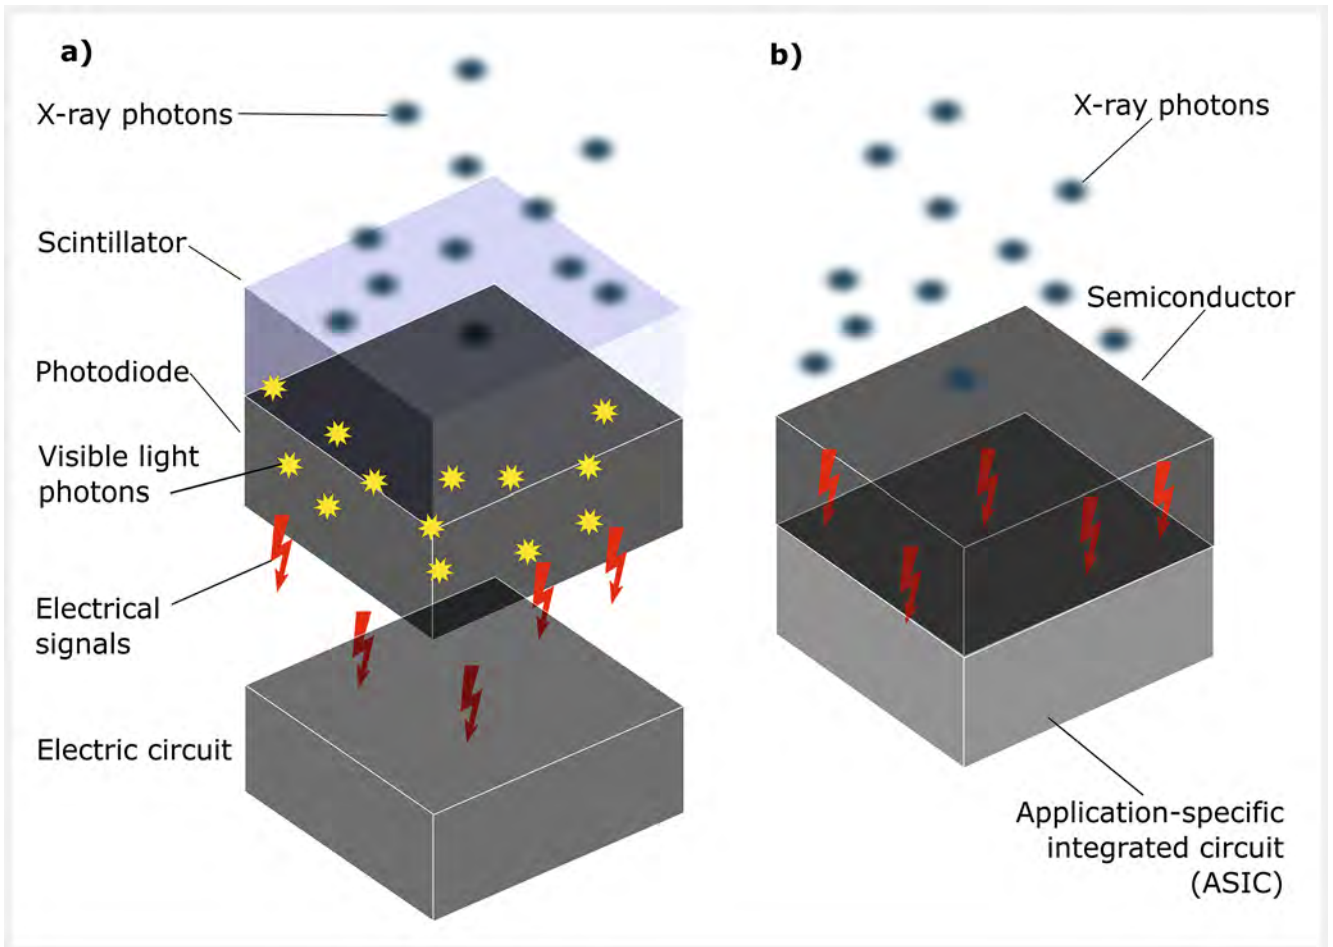 a)
X-ray photons
Scintillator
Photodiode
Visible light
photons
Electrical
signals
Electric circuit
b)
X-ray photons
Semiconductor
Application-specific
integrated circuit
(ASIC)